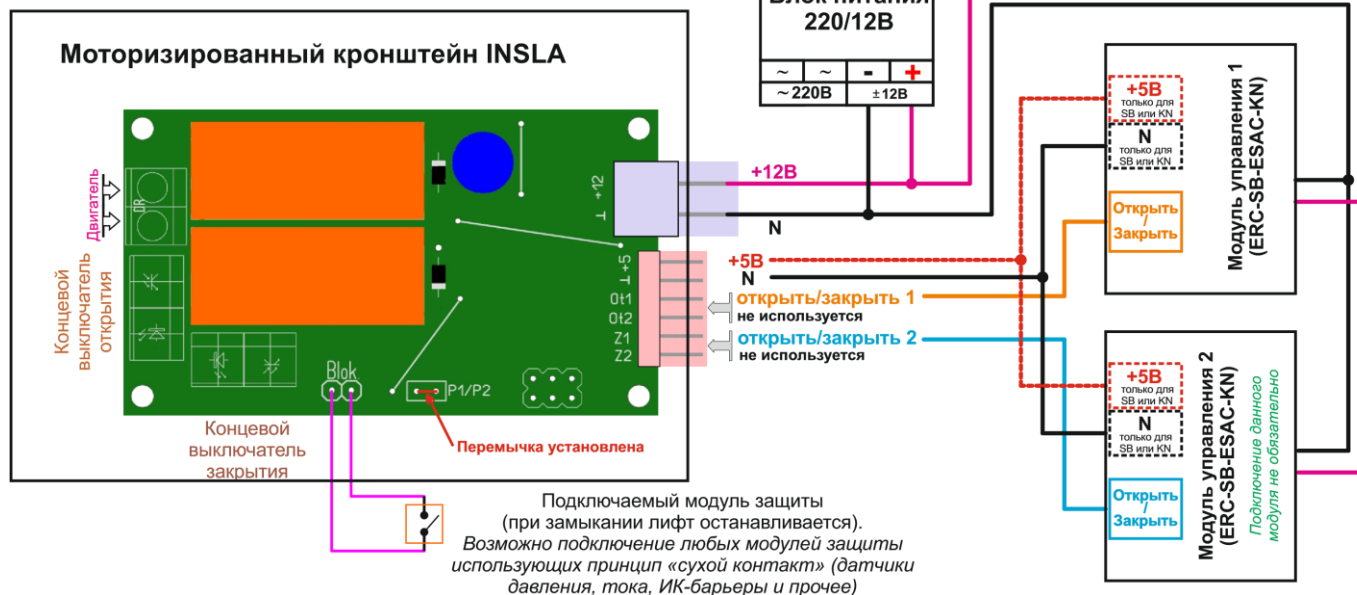 Блок питания
220/12В
~ ~ - +
~220В ±12В
Моторизированный кронштейн INSLA
Двигатель
DR
+12
⊥
+12В
N
Концевой
выключатель
открытия
+5
⊥
Ot1
Ot2
Z1
Z2
+5В
N
открыть/закрыть 1
не используется
открыть/закрыть 2
не используется
Blok
P1/P2
Перемычка установлена
Концевой
выключатель
закрытия
Подключаемый модуль защиты
(при замыкании лифт останавливается).
Возможно подключение любых модулей защиты
использующих принцип «сухой контакт» (датчики
давления, тока, ИК-барьеры и прочее)
+5В
только для
SB или KN
N
только для
SB или KN
Открыть
/
Закрыть
Модуль управления 1
(ERC-SB-ESAC-KN)
+5В
только для
SB или KN
N
только для
SB или KN
Открыть
/
Закрыть
Модуль управления 2
(ERC-SB-ESAC-KN)
Подключение данного
модуля не обязательно